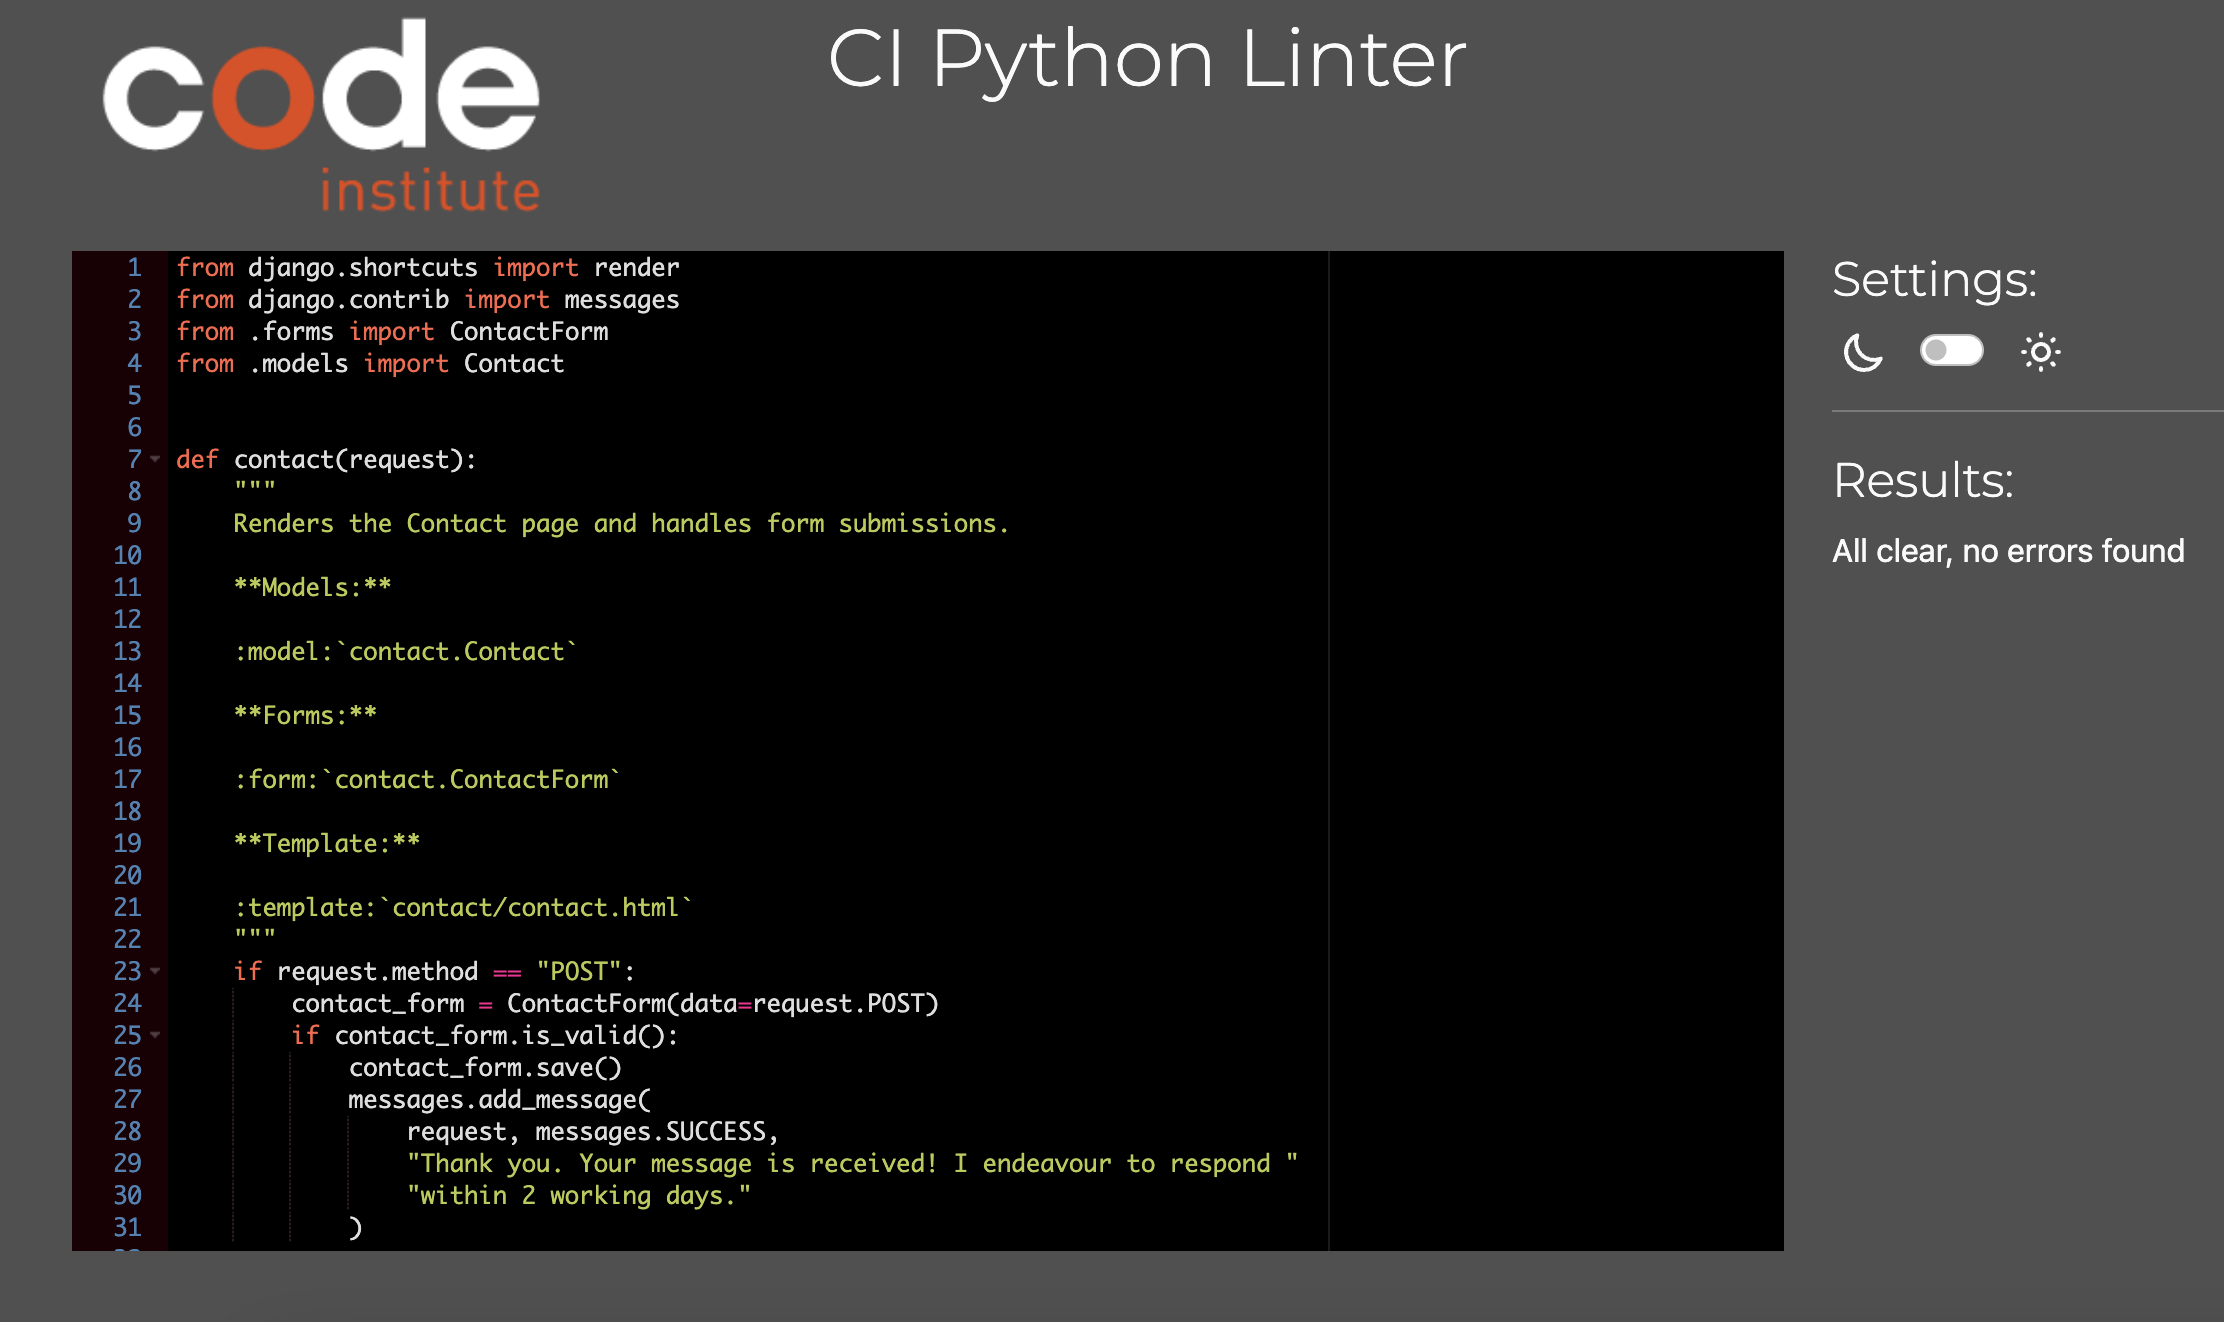 code
institute
CI Python Linter
1 from django.shortcuts import render
2 from django.contrib import messages
3 from .forms import ContactForm
4 from .models import Contact
5
6
7 def contact(request):
8     """
9     Renders the Contact page and handles form submissions.
10
11     **Models:**
12
13     :model:`contact.Contact`
14
15     **Forms:**
16
17     :form:`contact.ContactForm`
18
19     **Template:**
20
21     :template:`contact/contact.html`
22     """
23     if request.method == "POST":
24         contact_form = ContactForm(data=request.POST)
25         if contact_form.is_valid():
26             contact_form.save()
27             messages.add_message(
28                 request, messages.SUCCESS,
29                 "Thank you. Your message is received! I endeavour to respond "
30                 "within 2 working days."
31             )
Settings:
Results:
All clear, no errors found